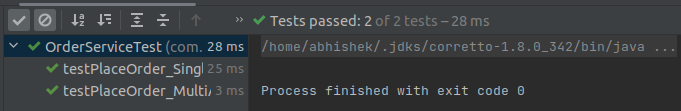 » Tests passed: 2 of 2 tests – 28 ms
OrderServiceTest (com. 28 ms
testPlaceOrder_Singl 25 ms
testPlaceOrder_Multi 3 ms
/home/abhishek/.jdks/corretto-1.8.0_342/bin/java ...
Process finished with exit code 0